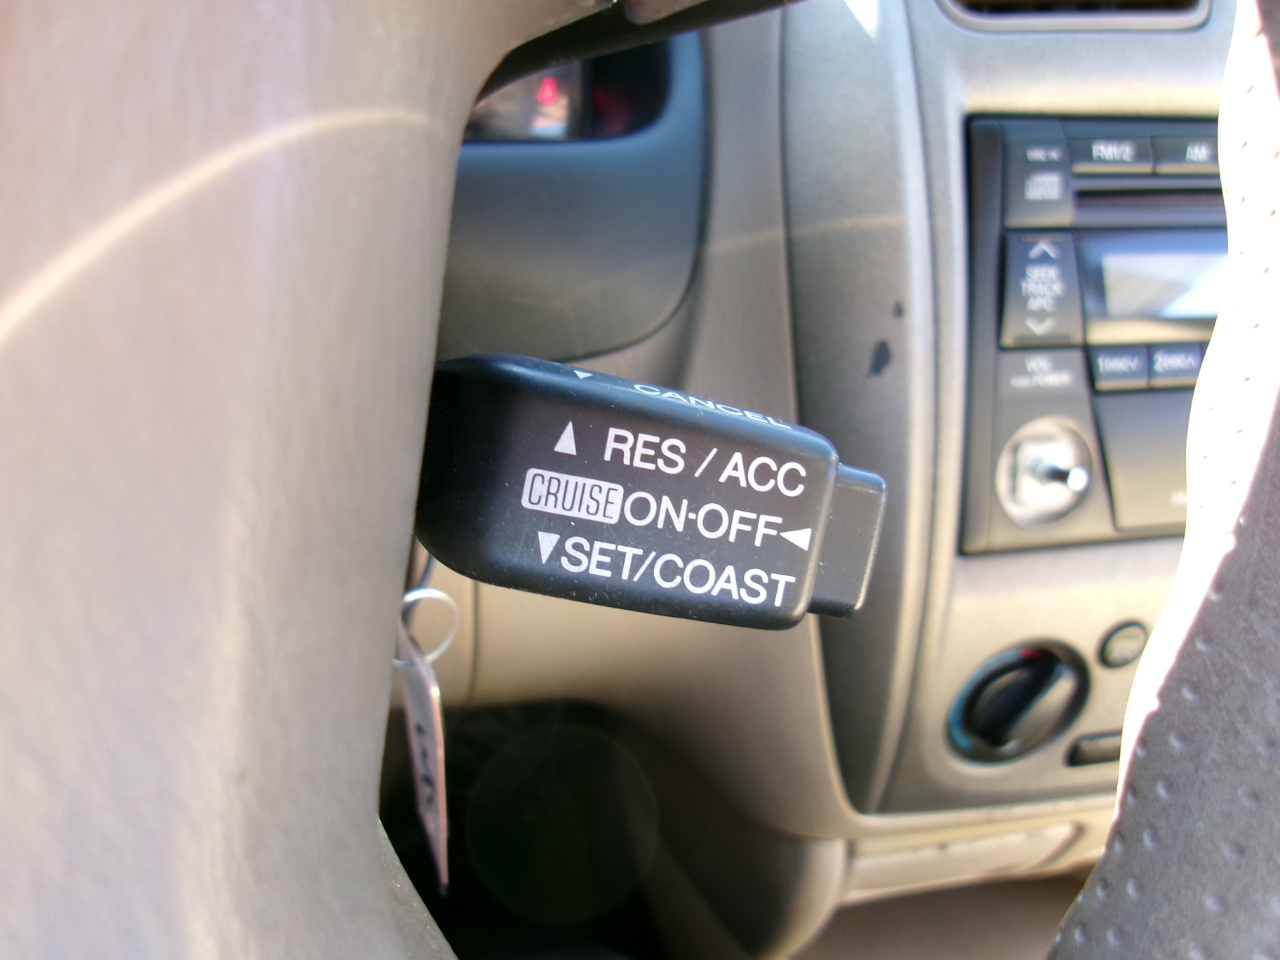 FM1/2 AM
SEEK
TRACK
APC
VOL
CANCEL
▲ RES / ACC
CRUISE ON·OFF◄
▼SET/COAST